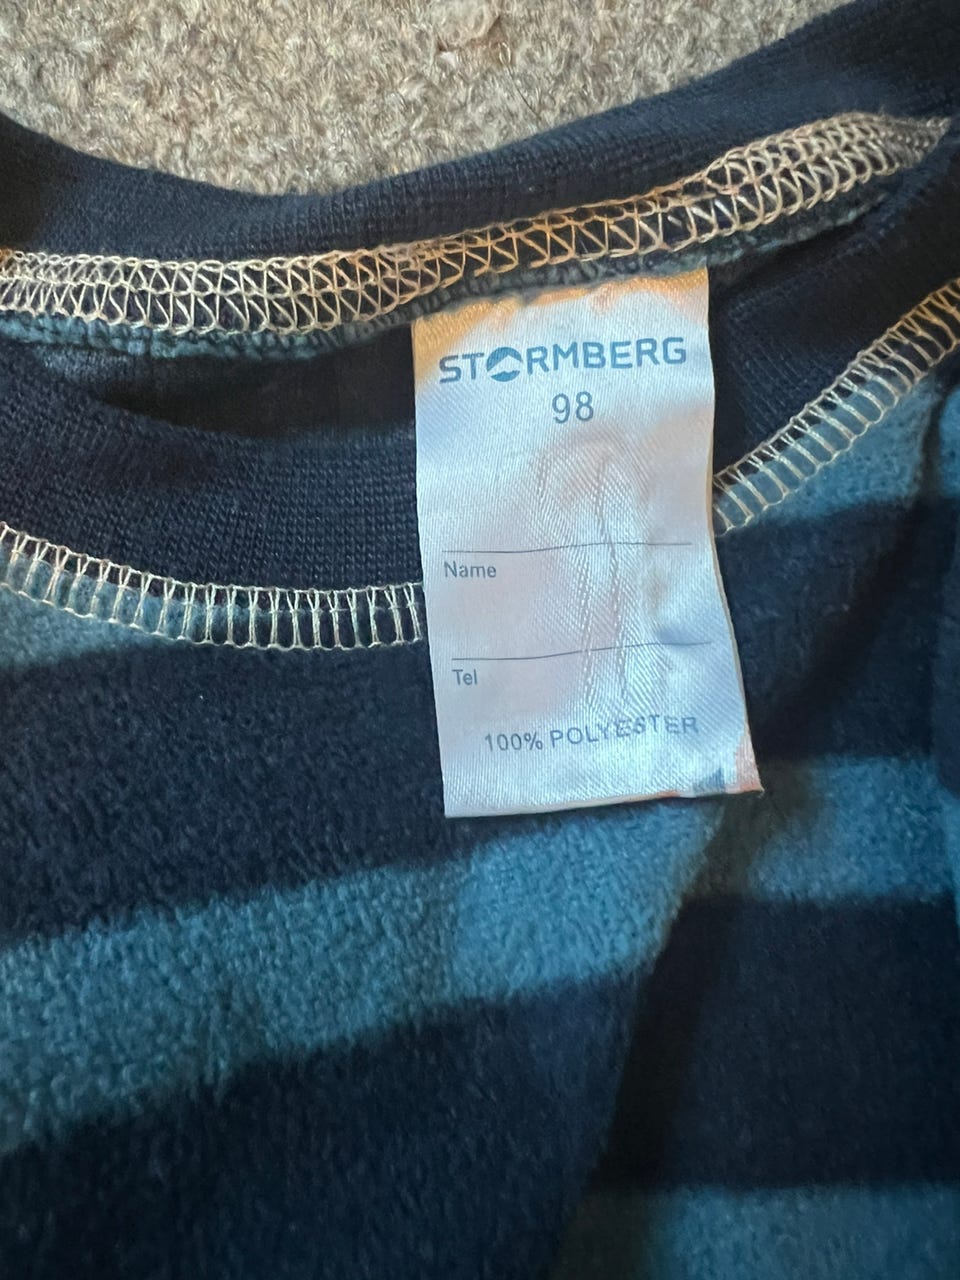 STORMBERG
98
Name
Tel
100% POLYESTER